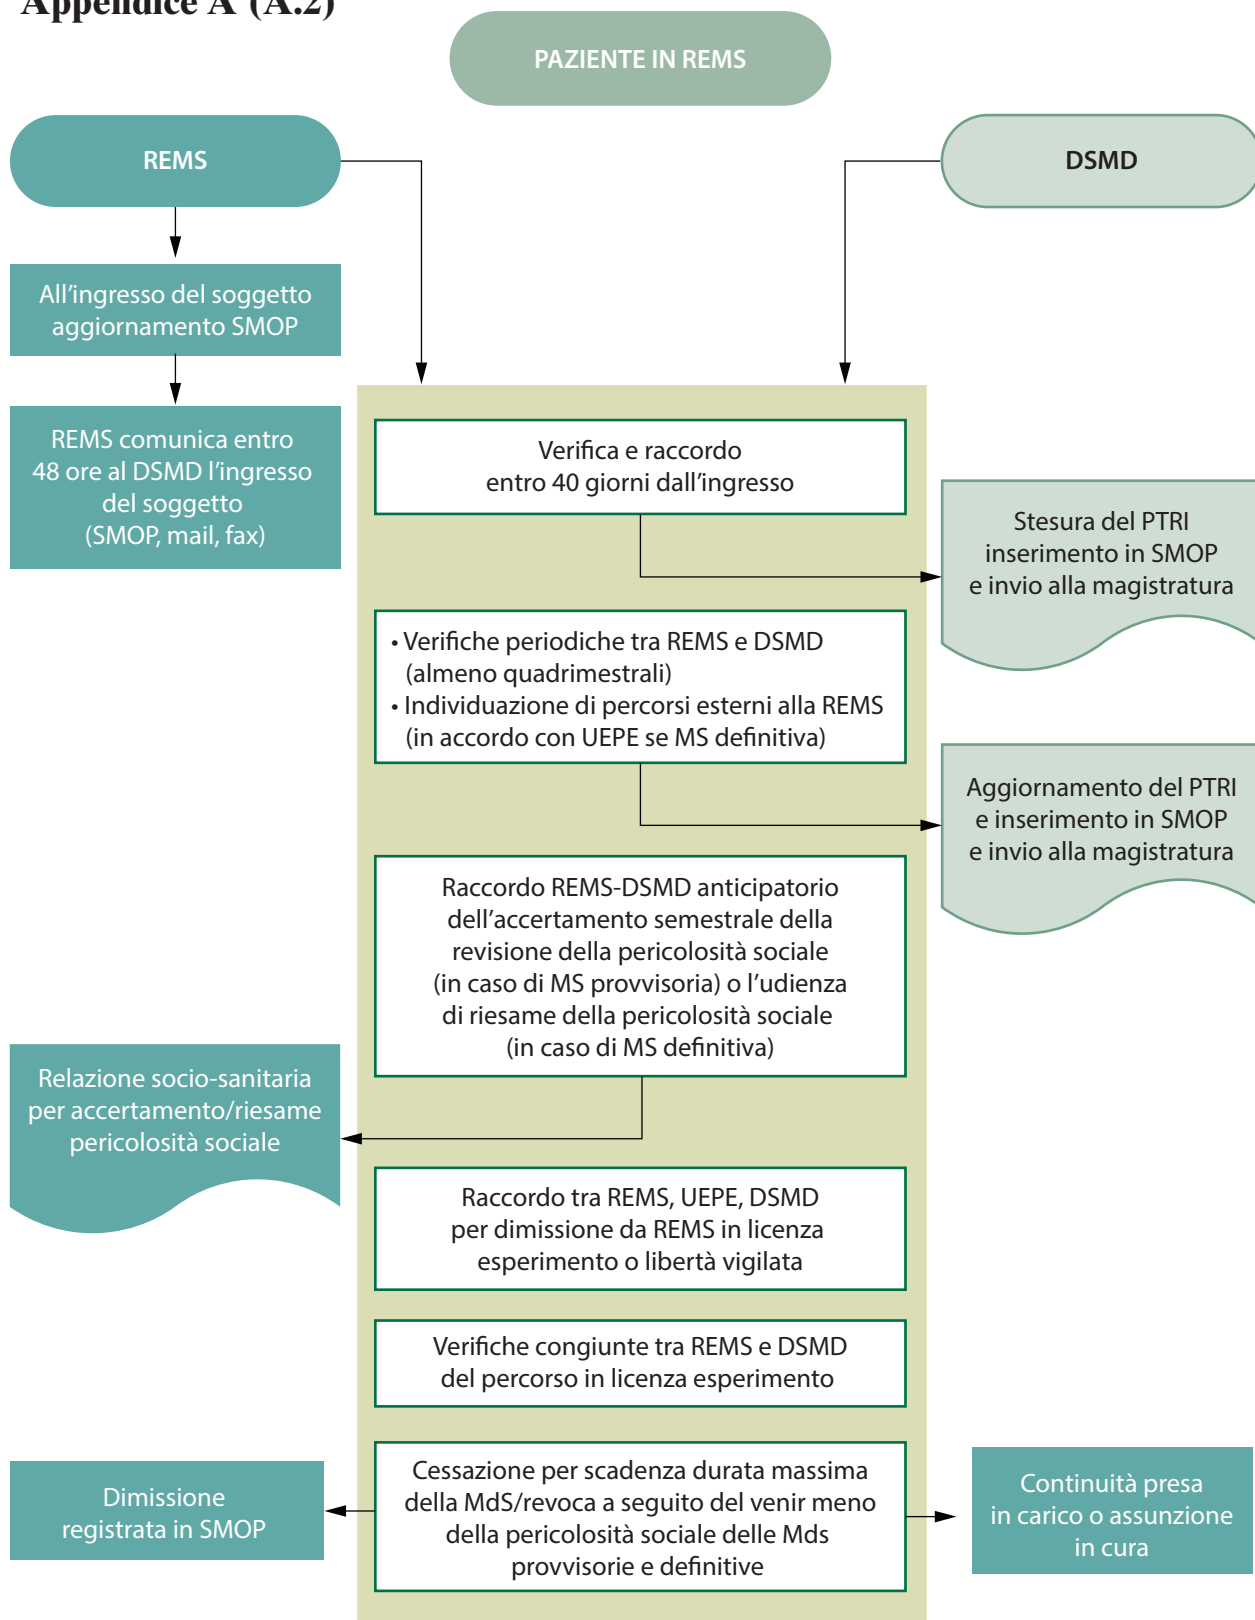 Appendice A (A.2)
PAZIENTE IN REMS
REMS
DSMD
All'ingresso del soggetto
aggiornamento SMOP
REMS comunica entro
48 ore al DSMD l'ingresso
del soggetto
(SMOP, mail, fax)
Verifica e raccordo
entro 40 giorni dall'ingresso
Stesura del PTRI
inserimento in SMOP
e invio alla magistratura
• Verifiche periodiche tra REMS e DSMD
(almeno quadrimestrali)
• Individuazione di percorsi esterni alla REMS
(in accordo con UEPE se MS definitiva)
Aggiornamento del PTRI
e inserimento in SMOP
e invio alla magistratura
Raccordo REMS-DSMD anticipatorio
dell'accertamento semestrale della
revisione della pericolosità sociale
(in caso di MS provvisoria) o l'udienza
di riesame della pericolosità sociale
(in caso di MS definitiva)
Relazione socio-sanitaria
per accertamento/riesame
pericolosità sociale
Raccordo tra REMS, UEPE, DSMD
per dimissione da REMS in licenza
esperimento o libertà vigilata
Verifiche congiunte tra REMS e DSMD
del percorso in licenza esperimento
Cessazione per scadenza durata massima
della MdS/revoca a seguito del venir meno
della pericolosità sociale delle Mds
provvisorie e definitive
Dimissione
registrata in SMOP
Continuità presa
in carico o assunzione
in cura